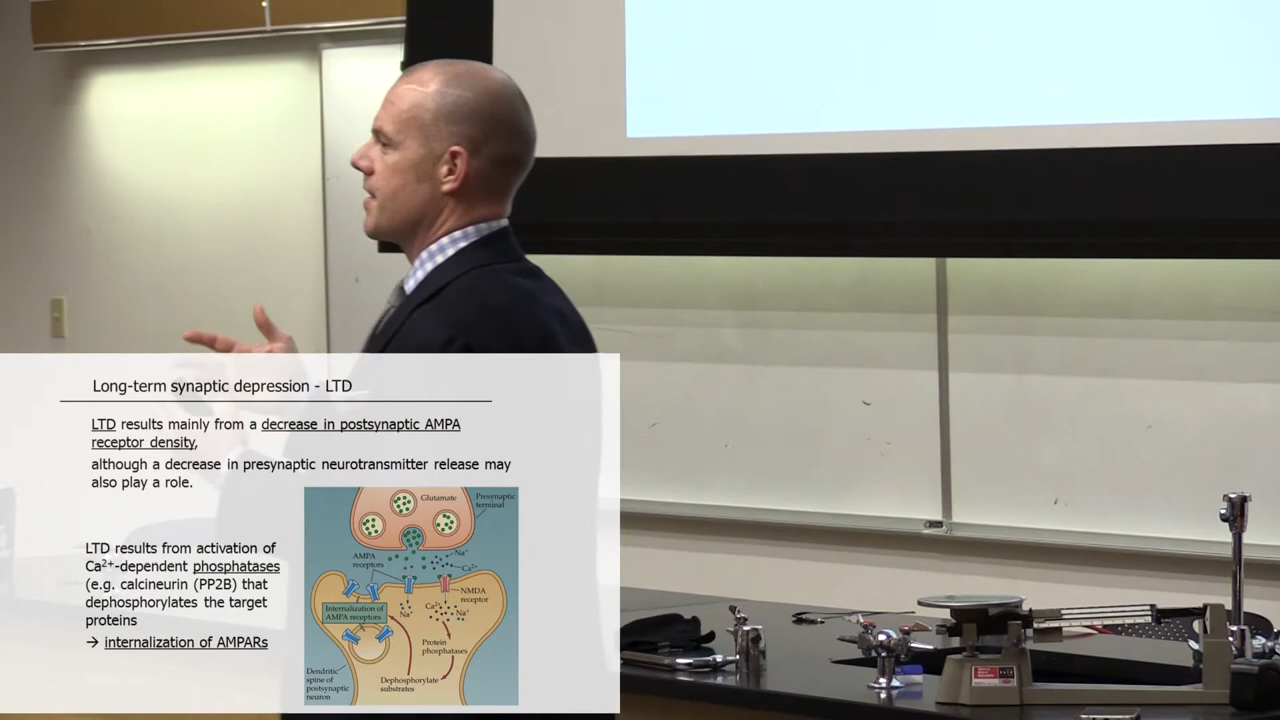 Long-term synaptic depression - LTD
LTD results mainly from a decrease in postsynaptic AMPA
receptor density,
although a decrease in presynaptic neurotransmitter release may
also play a role.
LTD results from activation of
Ca²⁺-dependent phosphatases
(e.g. calcineurin (PP2B) that
dephosphorylates the target
proteins
→ internalization of AMPARs
Glutamate
Presynaptic
terminal
AMPA
receptors
Na⁺
Ca²⁺
NMDA
receptor
Internalization of
AMPA receptors
Na⁺
Ca²⁺
Na⁺
Protein
phosphatases
Dephosphorylate
substrates
Dendritic
spine of
postsynaptic
neuron